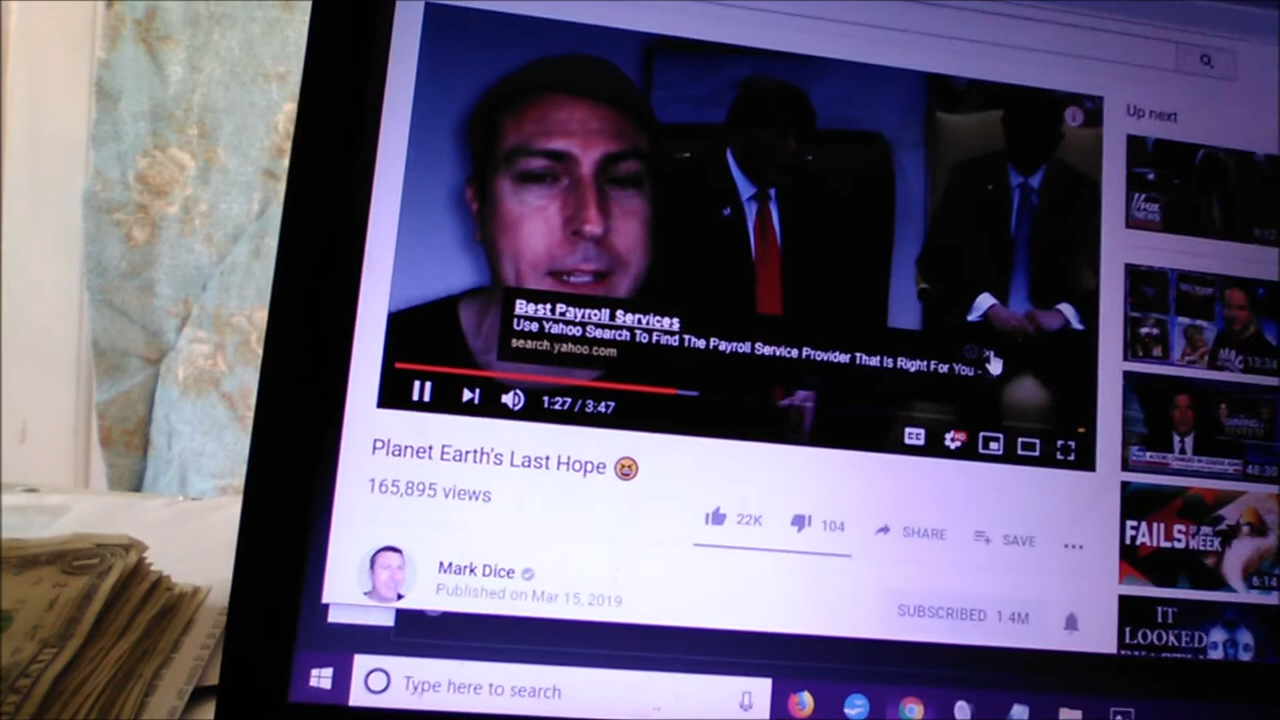 Up next
FOX
NEWS
Best Payroll Services
Use Yahoo Search To Find The Payroll Service Provider That Is Right For You -
search.yahoo.com
1:27 / 3:47
HD
13:34
48:30
Planet Earth's Last Hope
165,895 views
22K
104
SHARE
SAVE
FAILS OF THE WEEK
6:14
Mark Dice
Published on Mar 15, 2019
SUBSCRIBED 1.4M
IT
LOOKED
Type here to search